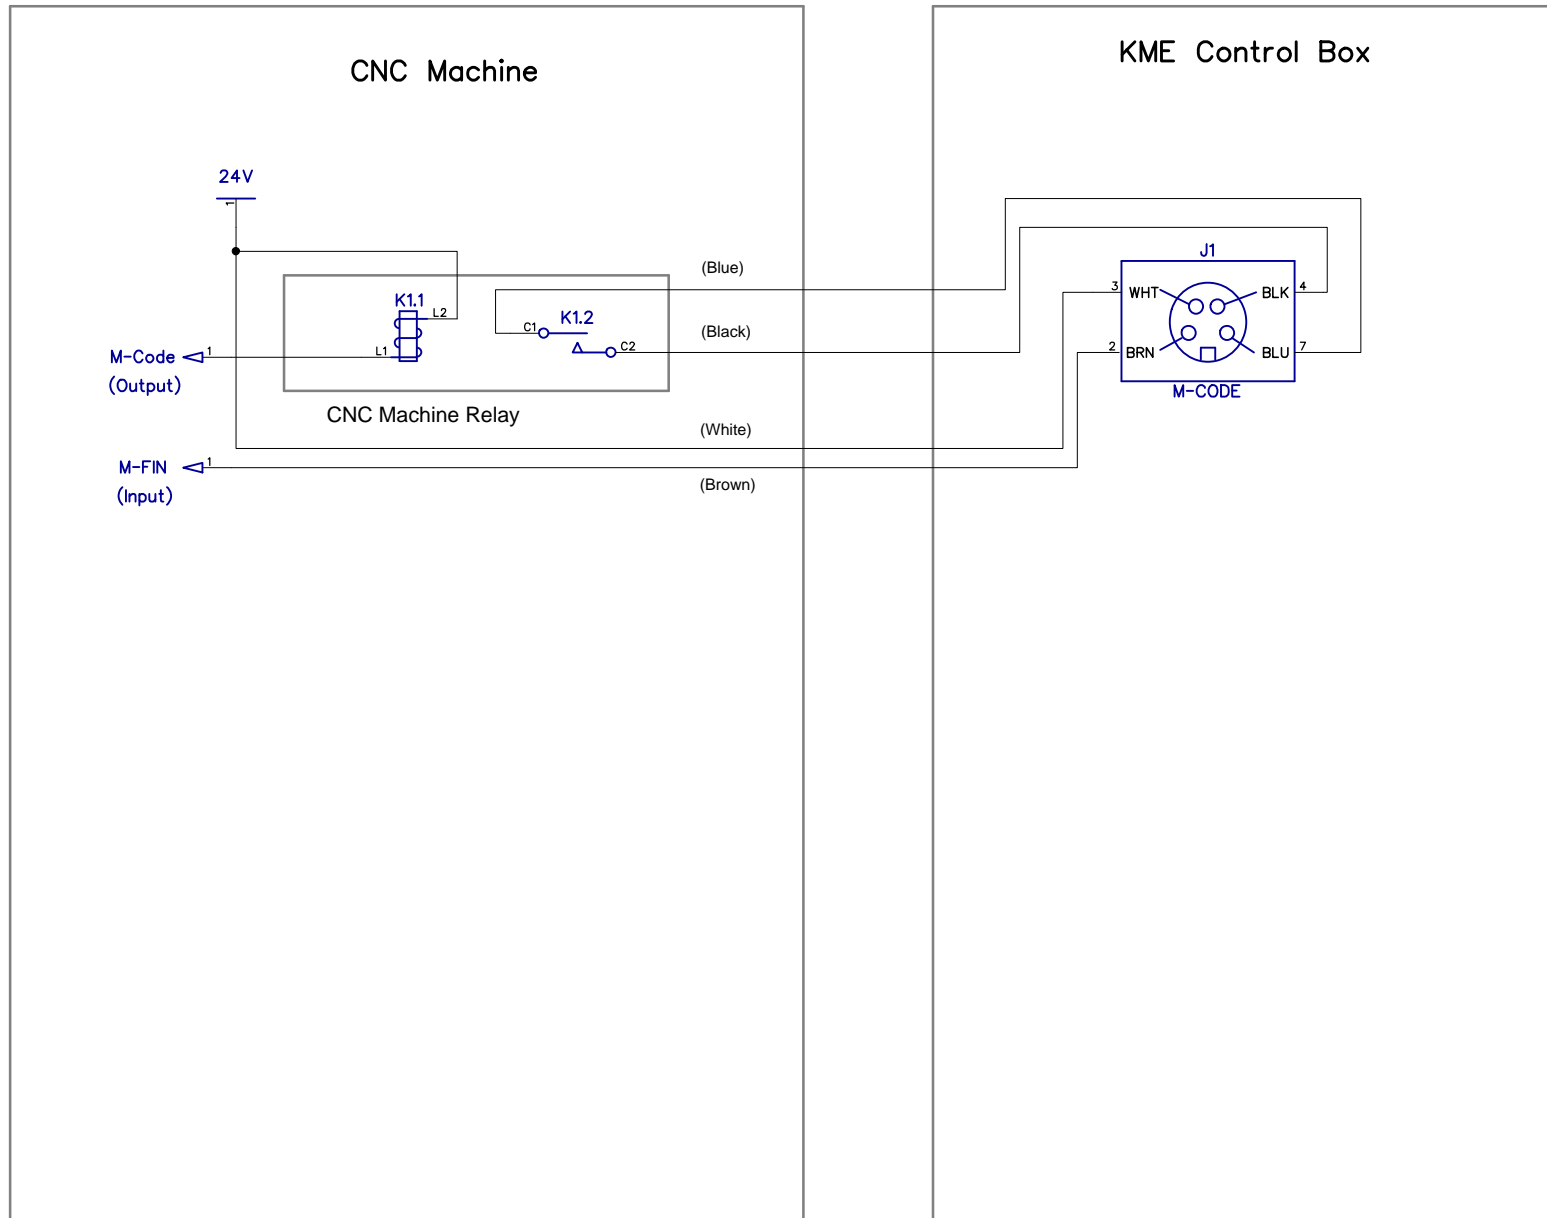 CNC Machine
KME Control Box
24V
1
J1
(Blue)
K1.1
L2
K1.2
C1
3
WHT
BLK
4
(Black)
C2
M-Code
1
(Output)
L1
2
BRN
BLU
7
M-CODE
CNC Machine Relay
(White)
M-FIN
1
(Input)
(Brown)